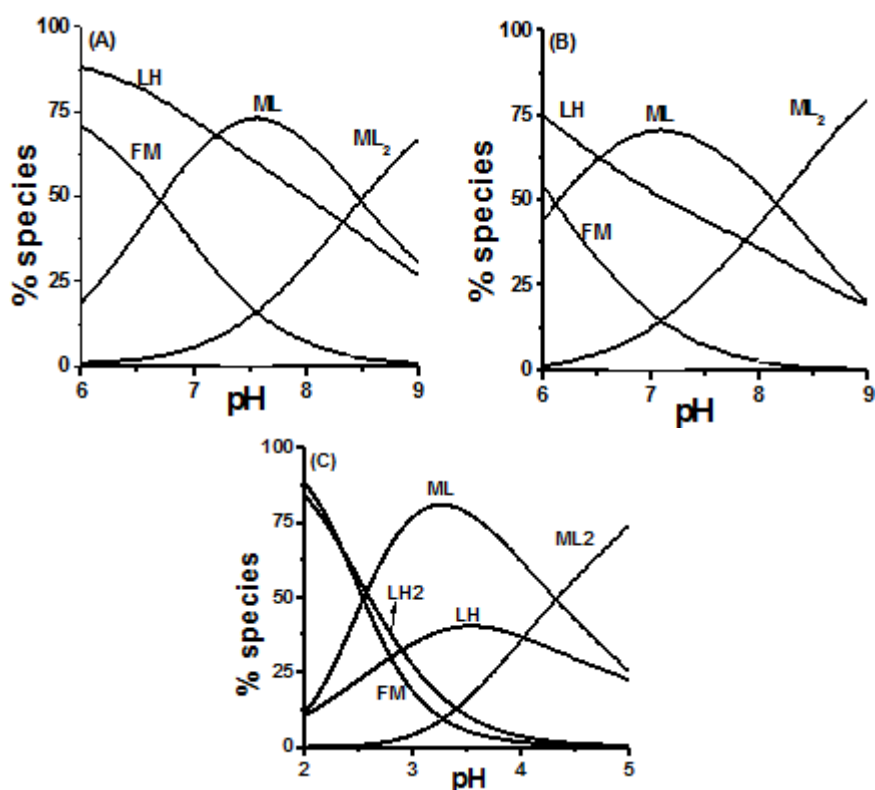 (A)
100
75
50
25
0
% species
LH
ML
FM
ML₂
6 7 8 9
pH
(B)
100
75
50
25
0
% species
LH
ML
ML₂
FM
6 7 8 9
pH
(C)
100
75
50
25
0
% species
ML
ML2
LH2
LH
FM
2 3 4 5
pH